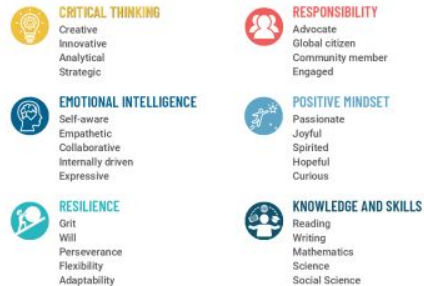 CRITICAL THINKING
Creative
Innovative
Analytical
Strategic
RESPONSIBILITY
Advocate
Global citizen
Community member
Engaged
EMOTIONAL INTELLIGENCE
Self-aware
Empathetic
Collaborative
Internally driven
Expressive
POSITIVE MINDSET
Passionate
Joyful
Spirited
Hopeful
Curious
RESILIENCE
Grit
Will
Perseverance
Flexibility
Adaptability
KNOWLEDGE AND SKILLS
Reading
Writing
Mathematics
Science
Social Science